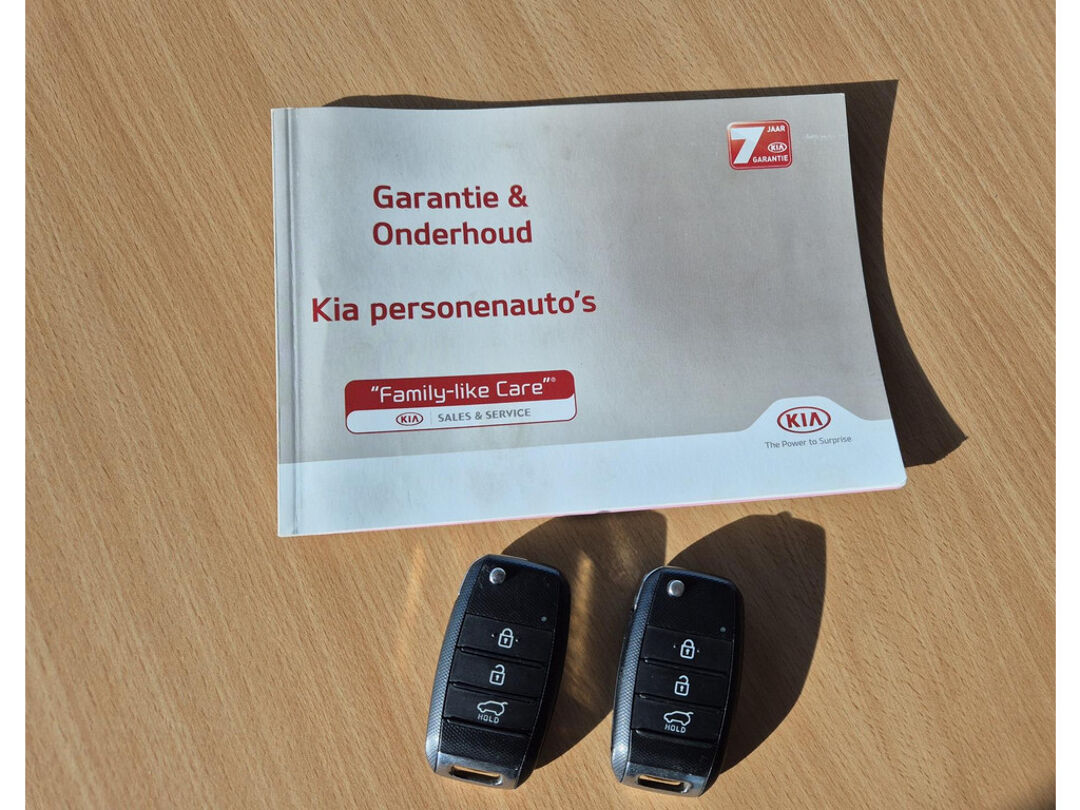 7 JAAR
KIA
GARANTIE
Garantie &
Onderhoud
Kia personenauto's
"Family-like Care"®
KIA SALES & SERVICE
KIA
The Power to Surprise
HOLD
HOLD